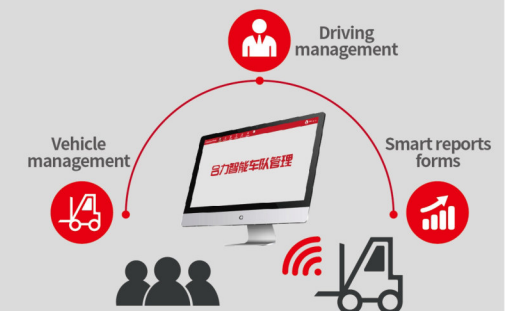 Driving
management
Vehicle
management
Smart reports
forms
合力智能车队管理